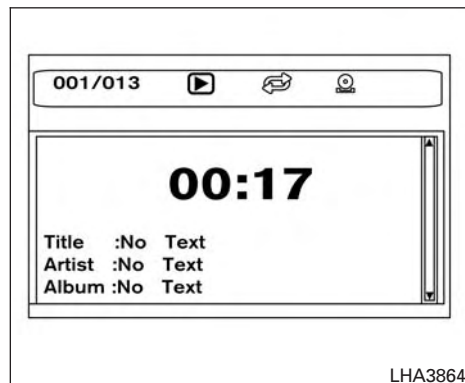 001/013
00:17
Title :No Text
Artist :No Text
Album :No Text
LHA3864